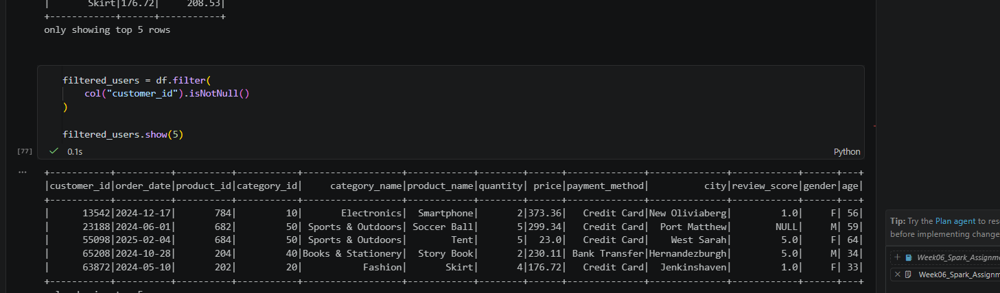 |       Skirt|176.72|     208.53|
+------------+------+-----------+
only showing top 5 rows
filtered_users = df.filter(
    col("customer_id").isNotNull()
)
filtered_users.show(5)
[77]
0.1s
Python
...
+-----------+----------+----------+-----------+-----------------+------------+--------+------+--------------+--------------+------------+------+---+
|customer_id|order_date|product_id|category_id|    category_name|product_name|quantity| price|payment_method|          city|review_score|gender|age|
+-----------+----------+----------+-----------+-----------------+------------+--------+------+--------------+--------------+------------+------+---+
|      13542|2024-12-17|       784|         10|      Electronics|  Smartphone|       2|373.36|   Credit Card|New Oliviaberg|         1.0|     F| 56|
|      23188|2024-06-01|       682|         50|Sports & Outdoors| Soccer Ball|       5|299.34|   Credit Card|  Port Matthew|        NULL|     M| 59|
|      55098|2025-02-04|       684|         50|Sports & Outdoors|        Tent|       5|  23.0|   Credit Card|    West Sarah|         5.0|     F| 64|
|      65208|2024-10-28|       204|         40|Books & Stationery|  Story Book|       2|230.11| Bank Transfer|Hernandezburgh|         5.0|     M| 34|
|      63872|2024-05-10|       202|         20|          Fashion|       Skirt|       4|176.72|   Credit Card|  Jenkinshaven|         1.0|     F| 33|
+-----------+----------+----------+-----------+-----------------+------------+--------+------+--------------+--------------+------------+------+---+
Tip: Try the Plan agent to
before implementing
Week06_Spark_Assignm
Week06_Spark_Assignm